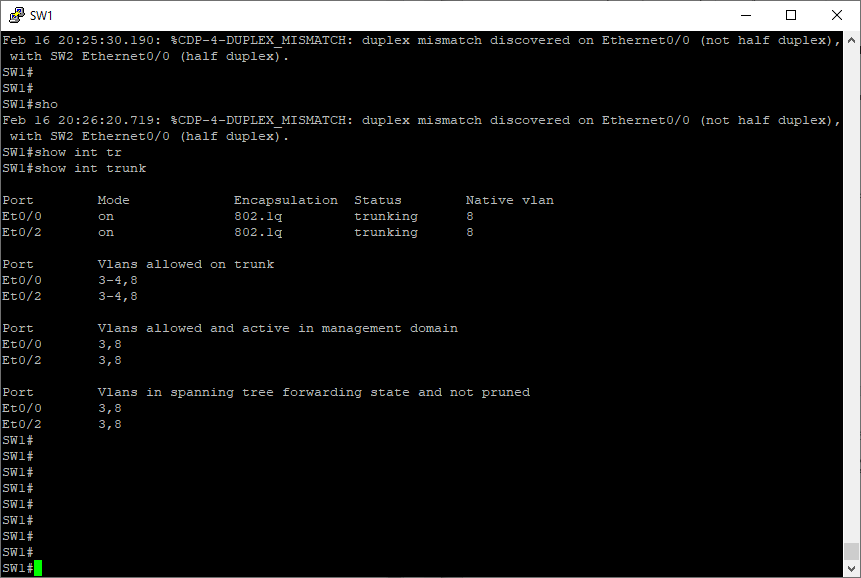 SW1
Feb 16 20:25:30.190: %CDP-4-DUPLEX_MISMATCH: duplex mismatch discovered on Ethernet0/0 (not half duplex),
 with SW2 Ethernet0/0 (half duplex).
SW1#
SW1#
SW1#sho
Feb 16 20:26:20.719: %CDP-4-DUPLEX_MISMATCH: duplex mismatch discovered on Ethernet0/0 (not half duplex),
 with SW2 Ethernet0/0 (half duplex).
SW1#show int tr
SW1#show int trunk
Port        Mode             Encapsulation  Status        Native vlan
Et0/0       on               802.1q         trunking      8
Et0/2       on               802.1q         trunking      8
Port        Vlans allowed on trunk
Et0/0       3-4,8
Et0/2       3-4,8
Port        Vlans allowed and active in management domain
Et0/0       3,8
Et0/2       3,8
Port        Vlans in spanning tree forwarding state and not pruned
Et0/0       3,8
Et0/2       3,8
SW1#
SW1#
SW1#
SW1#
SW1#
SW1#
SW1#
SW1#
SW1#